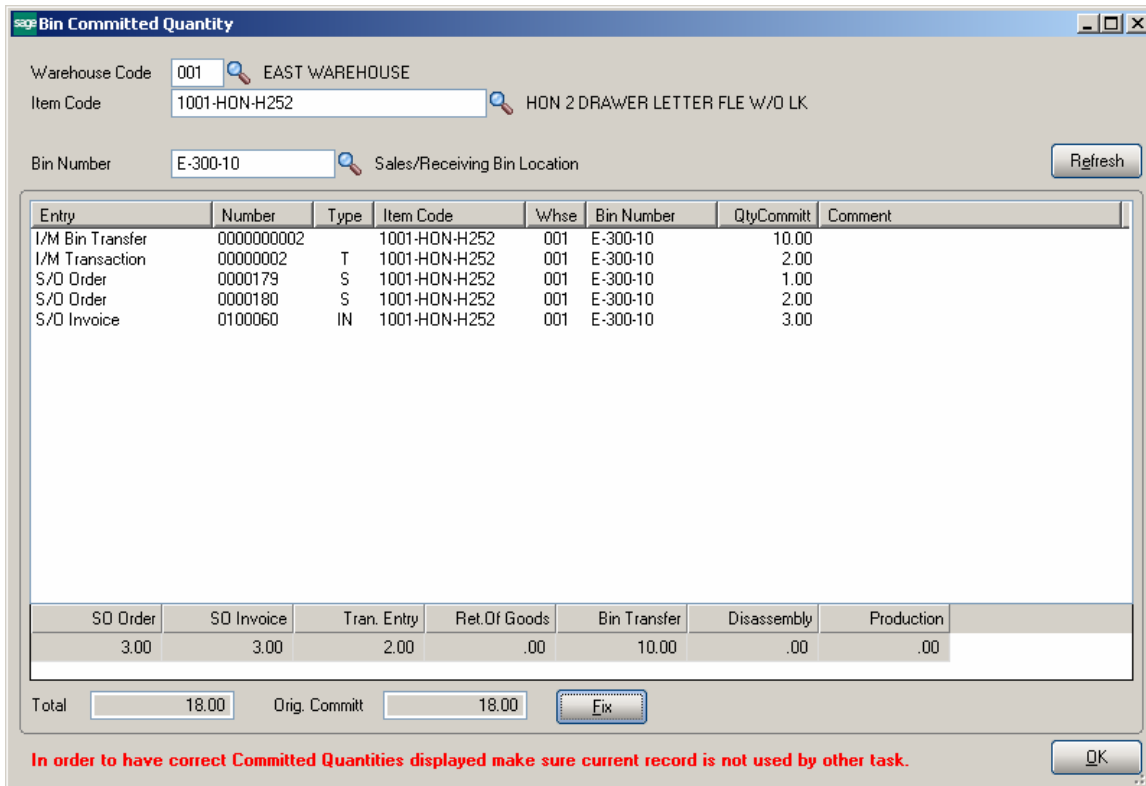 sage Bin Committed Quantity
Warehouse Code 001 EAST WAREHOUSE
Item Code 1001-HON-H252 HON 2 DRAWER LETTER FLE W/O LK
Bin Number E-300-10 Sales/Receiving Bin Location Refresh
Entry Number Type Item Code Whse Bin Number QtyCommitt Comment
I/M Bin Transfer 0000000002 1001-HON-H252 001 E-300-10 10.00
I/M Transaction 00000002 T 1001-HON-H252 001 E-300-10 2.00
S/O Order 0000179 S 1001-HON-H252 001 E-300-10 1.00
S/O Order 0000180 S 1001-HON-H252 001 E-300-10 2.00
S/O Invoice 0100060 IN 1001-HON-H252 001 E-300-10 3.00
SO Order SO Invoice Tran. Entry Ret.Of Goods Bin Transfer Disassembly Production
3.00 3.00 2.00 .00 10.00 .00 .00
Total 18.00 Orig. Committ 18.00 Fix
In order to have correct Committed Quantities displayed make sure current record is not used by other task. OK